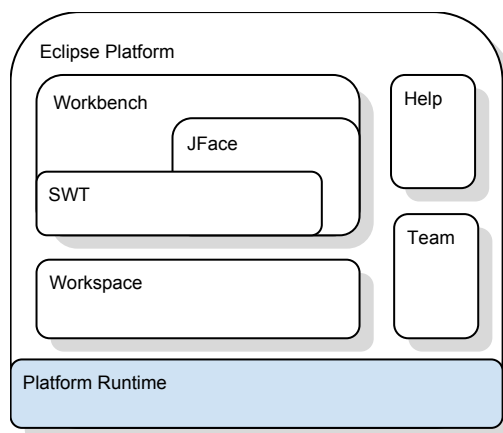 Eclipse Platform
Workbench
Help
JFace
SWT
Team
Workspace
Platform Runtime